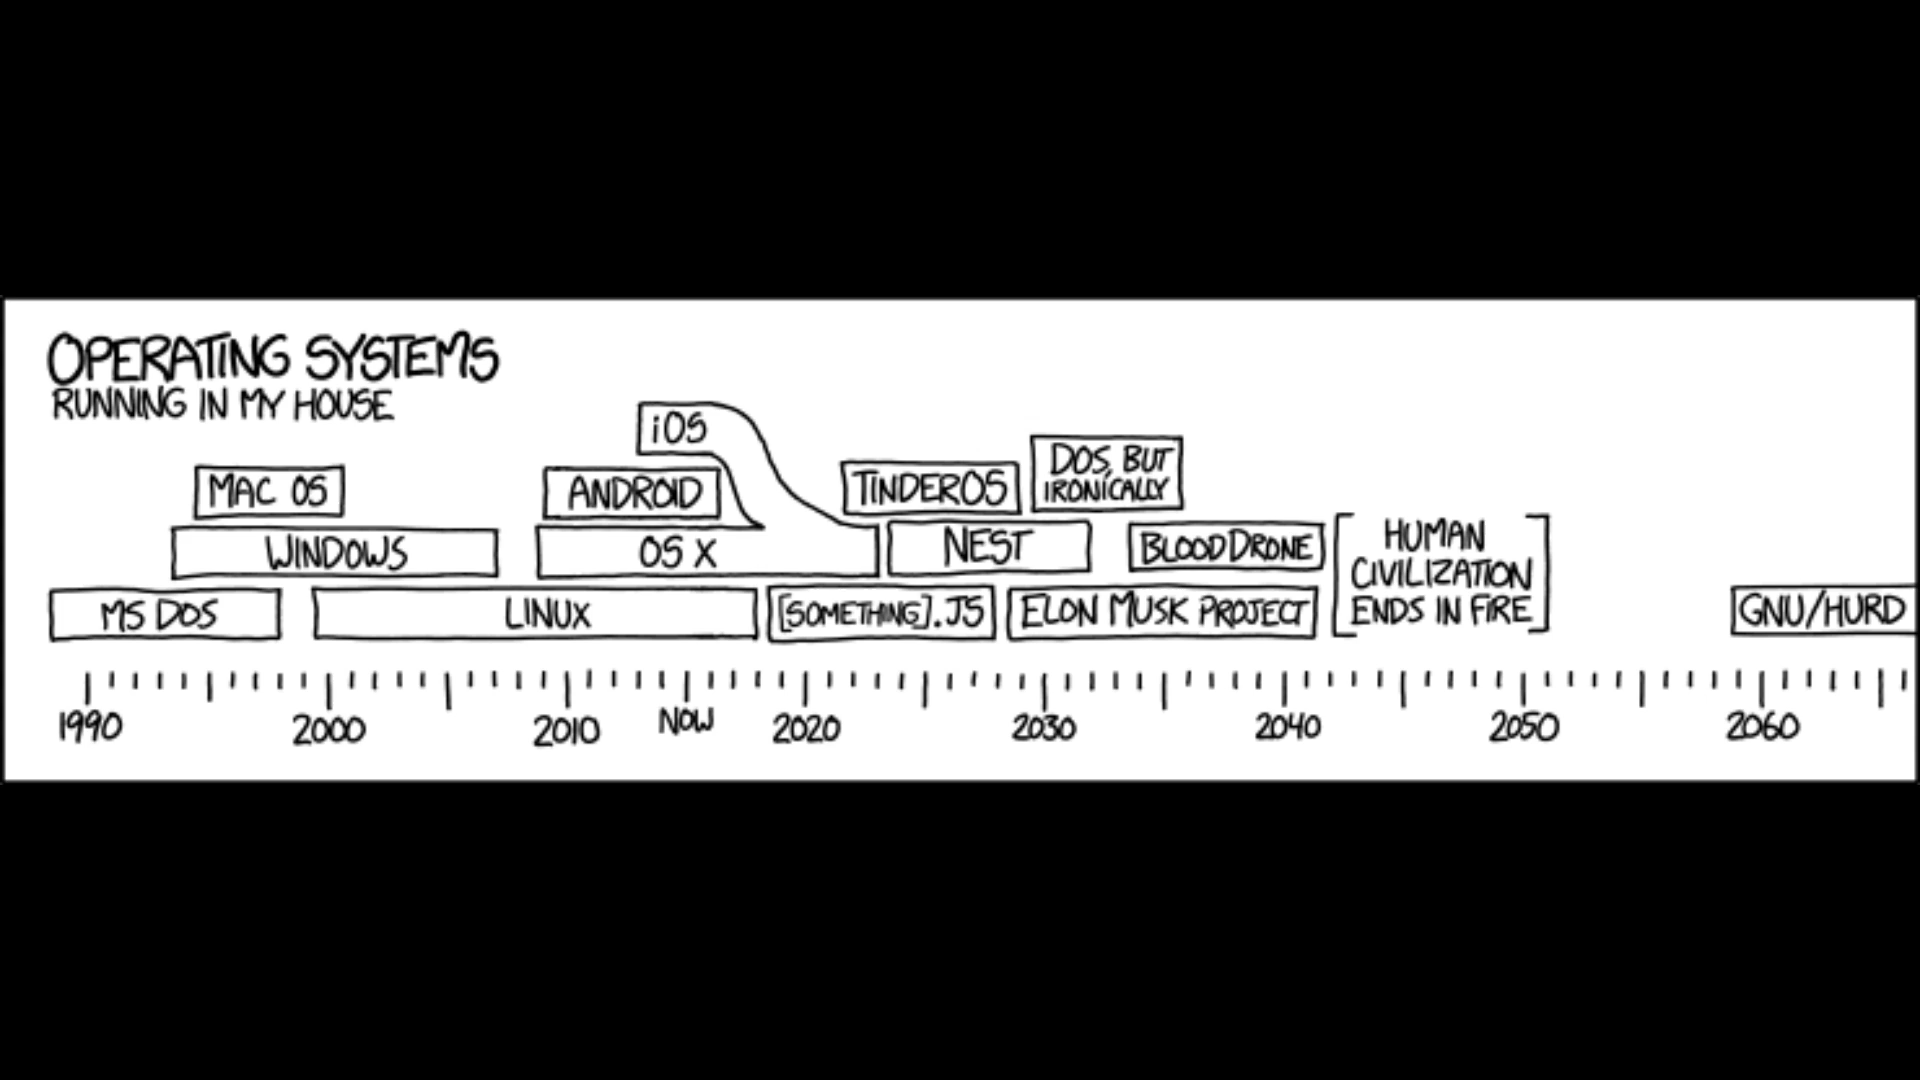 OPERATING SYSTEMS
RUNNING IN MY HOUSE
iOS
MAC OS
ANDROID
TINDEROS
DOS, BUT
IRONICALLY
WINDOWS
OS X
NEST
BLOODDRONE
HUMAN
CIVILIZATION
ENDS IN FIRE
MS DOS
LINUX
[SOMETHING].JS
ELON MUSK PROJECT
GNU/HURD
1990
2000
2010
NOW
2020
2030
2040
2050
2060